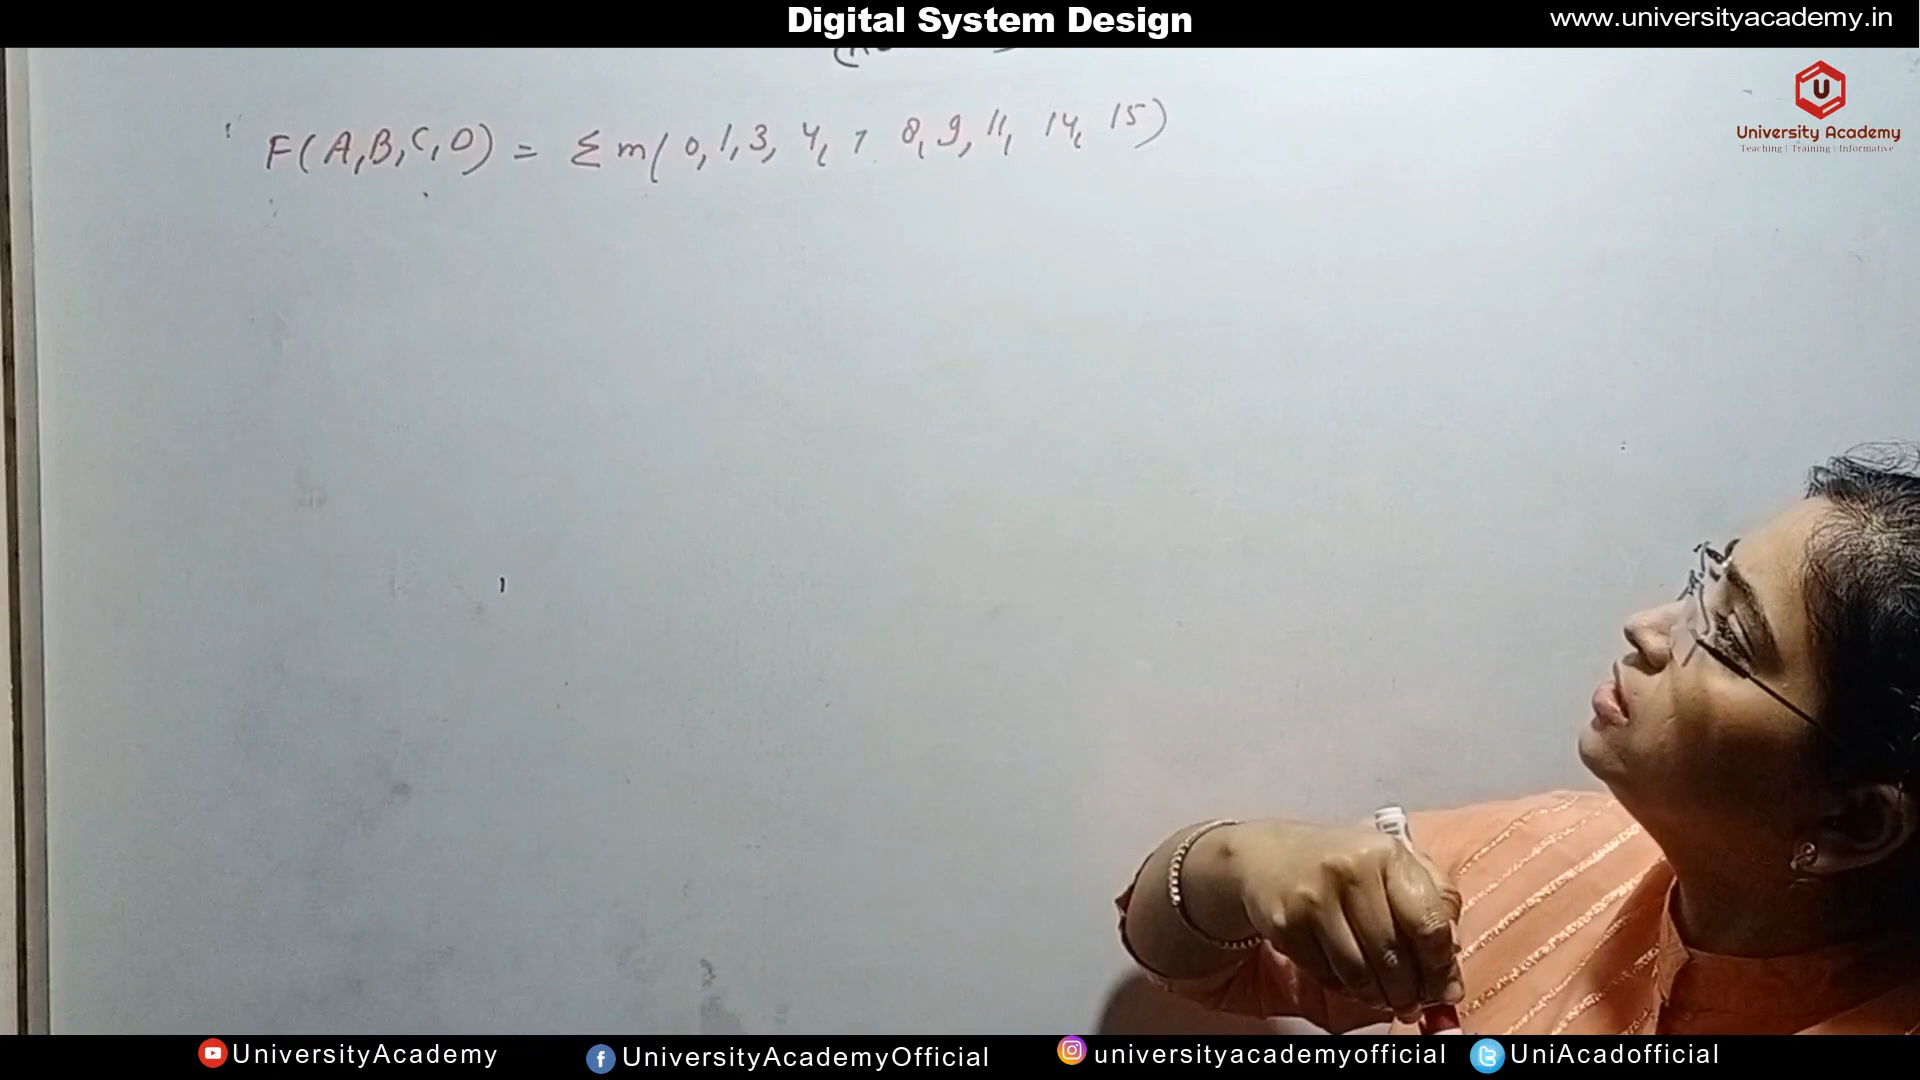 Digital System Design
www.universityacademy.in
F(A,B,C,D) = Σm(0,1,3,4,7 8,9,11,14,15)
U
University Academy
Teaching | Training | Informative
UniversityAcademy
UniversityAcademyOfficial
universityacademyofficial
UniAcadofficial